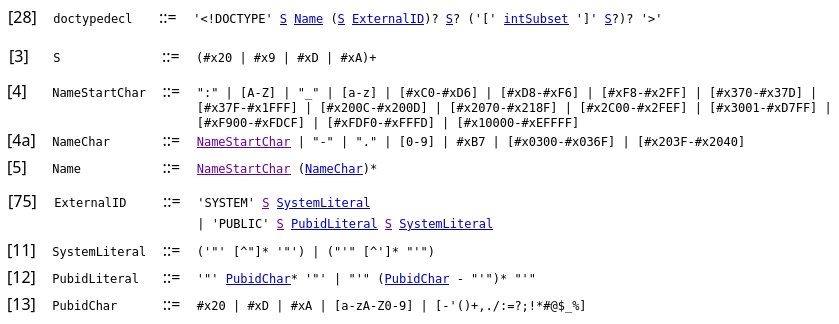 [28] doctypedecl ::= '<!DOCTYPE' S Name (S ExternalID)? S? ('[' intSubset ']' S?)? '>'
[3] S ::= (#x20 | #x9 | #xD | #xA)+
[4] NameStartChar ::= ":" | [A-Z] | "_" | [a-z] | [#xC0-#xD6] | [#xD8-#xF6] | [#xF8-#x2FF] | [#x370-#x37D] |
[#x37F-#x1FFF] | [#x200C-#x200D] | [#x2070-#x218F] | [#x2C00-#x2FEF] | [#x3001-#xD7FF] |
[#xF900-#xFDCF] | [#xFDF0-#xFFFD] | [#x10000-#xEFFFF]
[4a] NameChar ::= NameStartChar | "-" | "." | [0-9] | #xB7 | [#x0300-#x036F] | [#x203F-#x2040]
[5] Name ::= NameStartChar (NameChar)*
[75] ExternalID ::= 'SYSTEM' S SystemLiteral
| 'PUBLIC' S PubidLiteral S SystemLiteral
[11] SystemLiteral ::= ('"' [^"]* '"') | ("'" [^']* "'")
[12] PubidLiteral ::= '"' PubidChar* '"' | "'" (PubidChar - "'")* "'"
[13] PubidChar ::= #x20 | #xD | #xA | [a-zA-Z0-9] | [-'()+,./:=?;!*#@$_%]